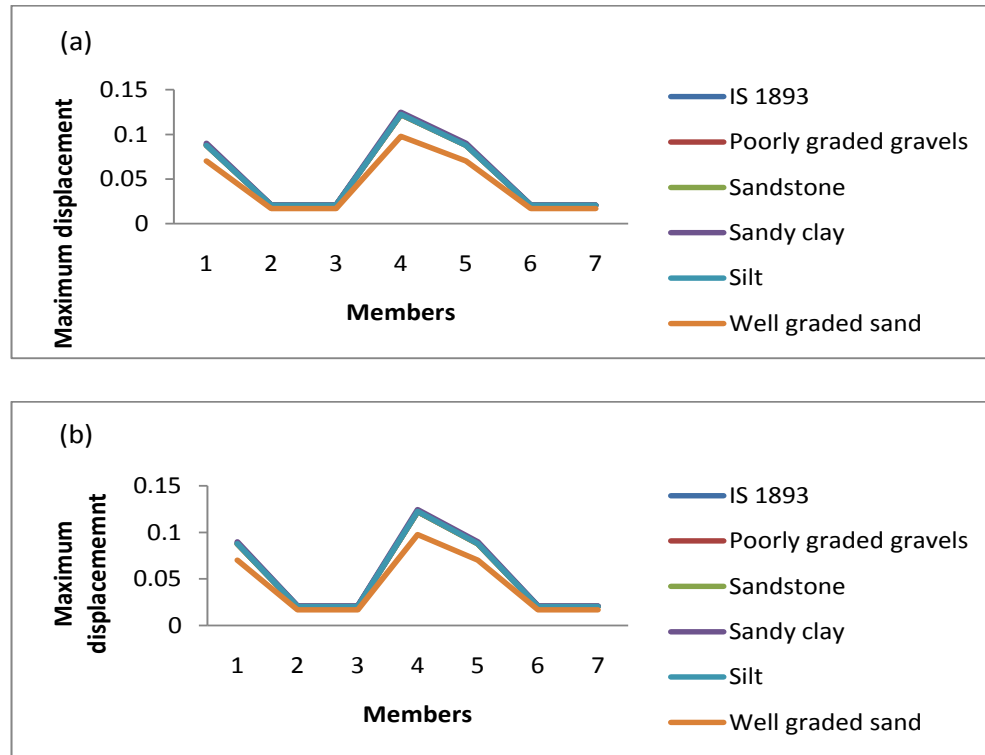 (a)
Maximum displacement
0.15
0.1
0.05
0
1 2 3 4 5 6 7
Members
IS 1893
Poorly graded gravels
Sandstone
Sandy clay
Silt
Well graded sand
(b)
Maximum
displacememnt
0.15
0.1
0.05
0
1 2 3 4 5 6 7
Members
IS 1893
Poorly graded gravels
Sandstone
Sandy clay
Silt
Well graded sand